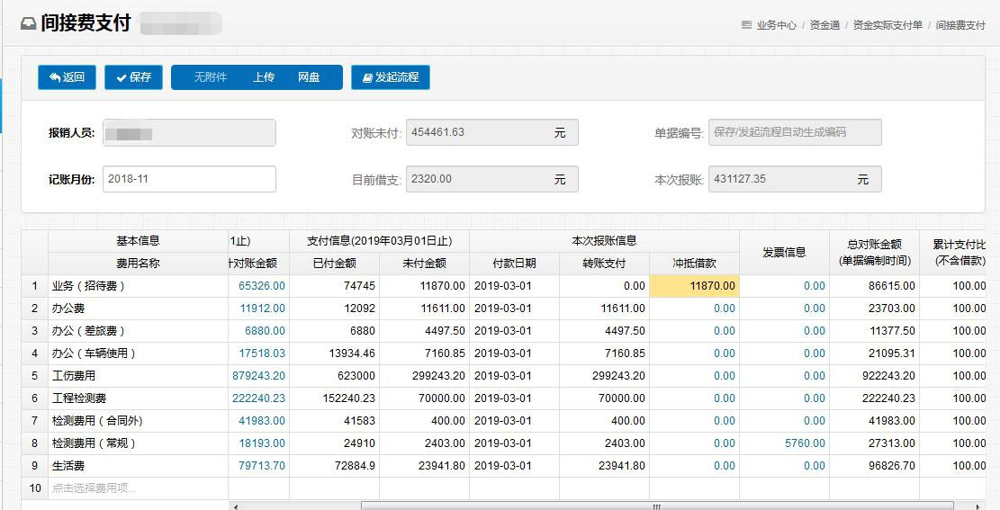 间接费支付
业务中心 / 资金通 / 资金实际支付单 / 间接费支付
返回 保存 无附件 上传 网盘 发起流程
报销人员: 对账未付: 454461.63 元 单据编号: 保存/发起流程自动生成编码
记账月份: 2018-11 目前借支: 2320.00 元 本次报账: 431127.35 元
基本信息 1止) 支付信息(2019年03月01日止) 本次报账信息 发票信息 总对账金额 (单据编制时间) 累计支付比 (不含借款)
费用名称 计对账金额 已付金额 未付金额 付款日期 转账支付 冲抵借款
1 业务（招待费） 65326.00 74745 11870.00 2019-03-01 0.00 11870.00 0.00 86615.00 100.00
2 办公费 11912.00 12092 11611.00 2019-03-01 11611.00 0.00 0.00 23703.00 100.00
3 办公（差旅费） 6880.00 6880 4497.50 2019-03-01 4497.50 0.00 0.00 11377.50 100.00
4 办公（车辆使用） 17518.03 13934.46 7160.85 2019-03-01 7160.85 0.00 0.00 21095.31 100.00
5 工伤费用 879243.20 623000 299243.20 2019-03-01 299243.20 0.00 0.00 922243.20 100.00
6 工程检测费 222240.23 152240.23 70000.00 2019-03-01 70000.00 0.00 0.00 222240.23 100.00
7 检测费用（合同外) 41983.00 41583 400.00 2019-03-01 400.00 0.00 0.00 41983.00 100.00
8 检测费用（常规） 18193.00 24910 2403.00 2019-03-01 2403.00 0.00 5760.00 27313.00 100.00
9 生活费 79713.70 72884.9 23941.80 2019-03-01 23941.80 0.00 0.00 96826.70 100.00
10 点击选择费用项...